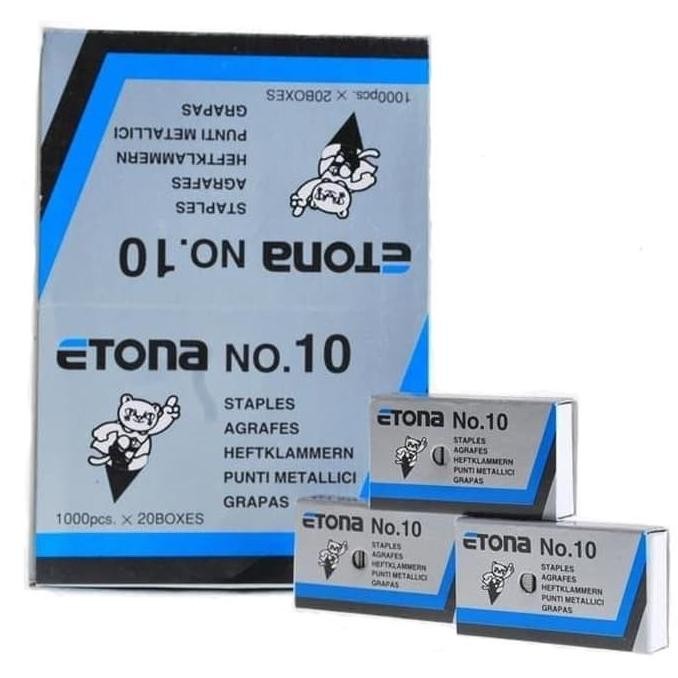 1000pcs. × 20BOXES
GRAPAS
PUNTI METALLICI
HEFTKLAMMERN
AGRAFES
STAPLES
ETONA NO.10
ETONA NO.10
STAPLES
AGRAFES
HEFTKLAMMERN
PUNTI METALLICI
GRAPAS
1000pcs. × 20BOXES
ETONA No.10
STAPLES
AGRAFES
HEFTKLAMMERN
PUNTI METALLICI
GRAPAS
ETONA No.10
STAPLES
AGRAFES
HEFTKLAMMERN
PUNTI METALLICI
GRAPAS
ETONA No.10
STAPLES
AGRAFES
HEFTKLAMMERN
PUNTI METALLICI
GRAPAS